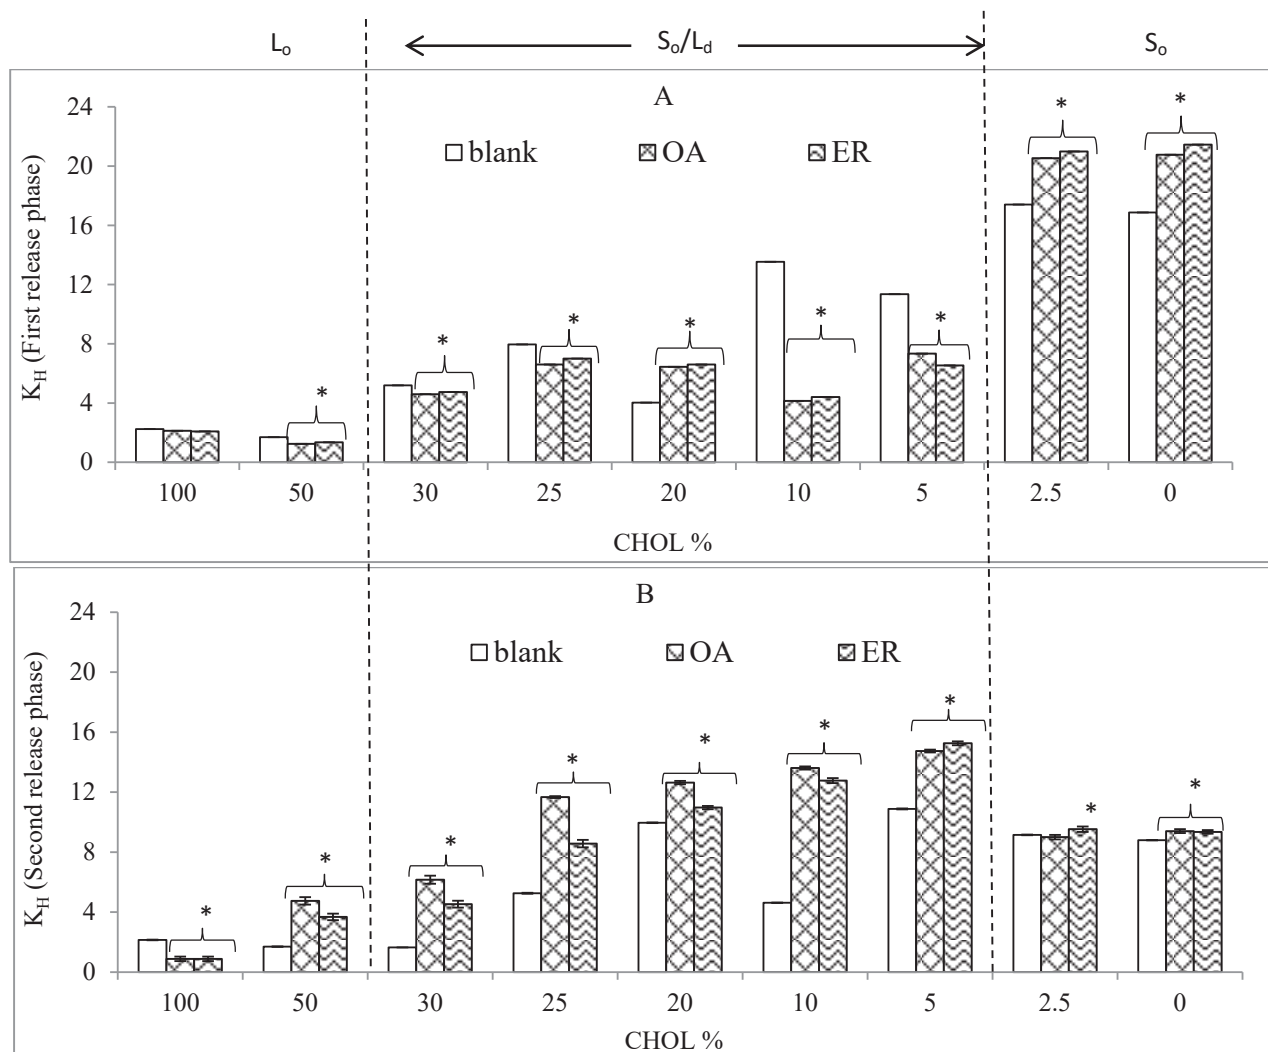 Lo So/Ld So
A
24
20
16
12
8
4
0
KH (First release phase)
blank OA ER
* * * * * * * *
100 50 30 25 20 10 5 2.5 0
CHOL %
B
24
20
16
12
8
4
0
KH (Second release phase)
blank OA ER
* * * * * * * * *
100 50 30 25 20 10 5 2.5 0
CHOL %